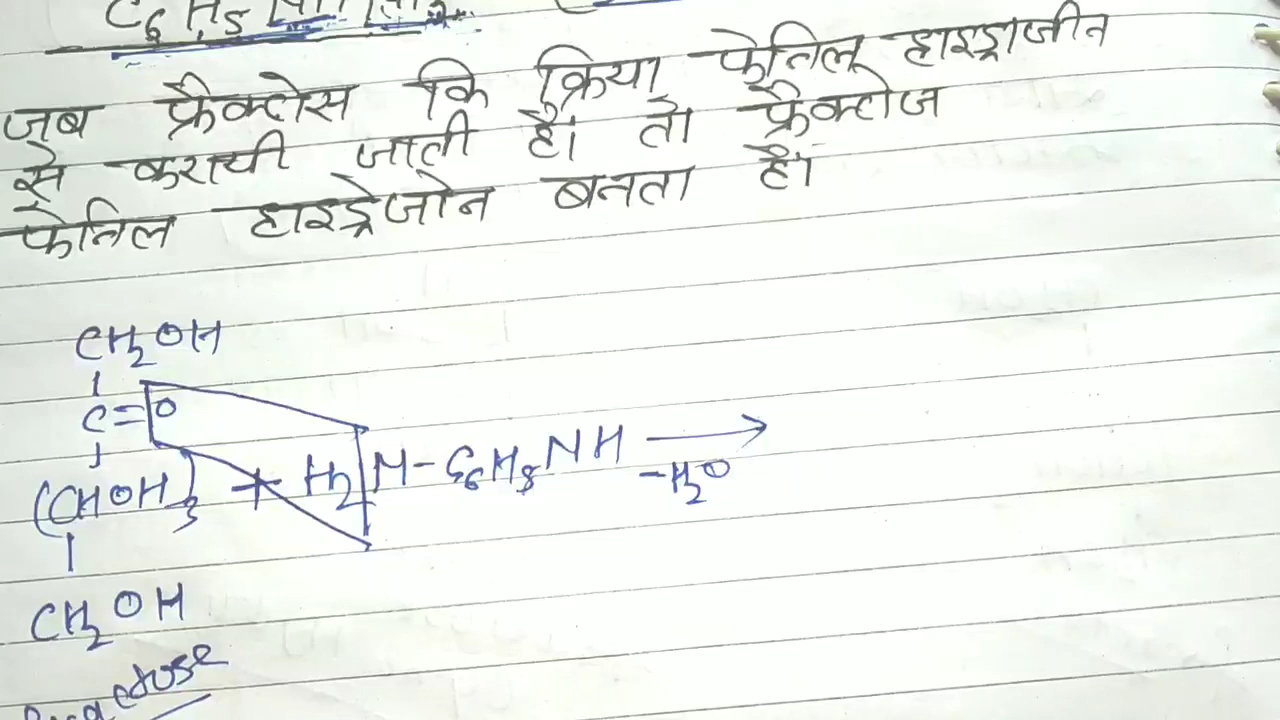 जब फ्रैक्टोस कि क्रिया फेनिल हाइड्राजीन
से करायी जाती है। तो फ्रैक्टोज
फेनिल हाइड्रेजोन बनता है।
CH₂OH
C=O
(CHOH)₃ + H₂N-C₆H₅NH ⟶
-H₂O
CH₂OH